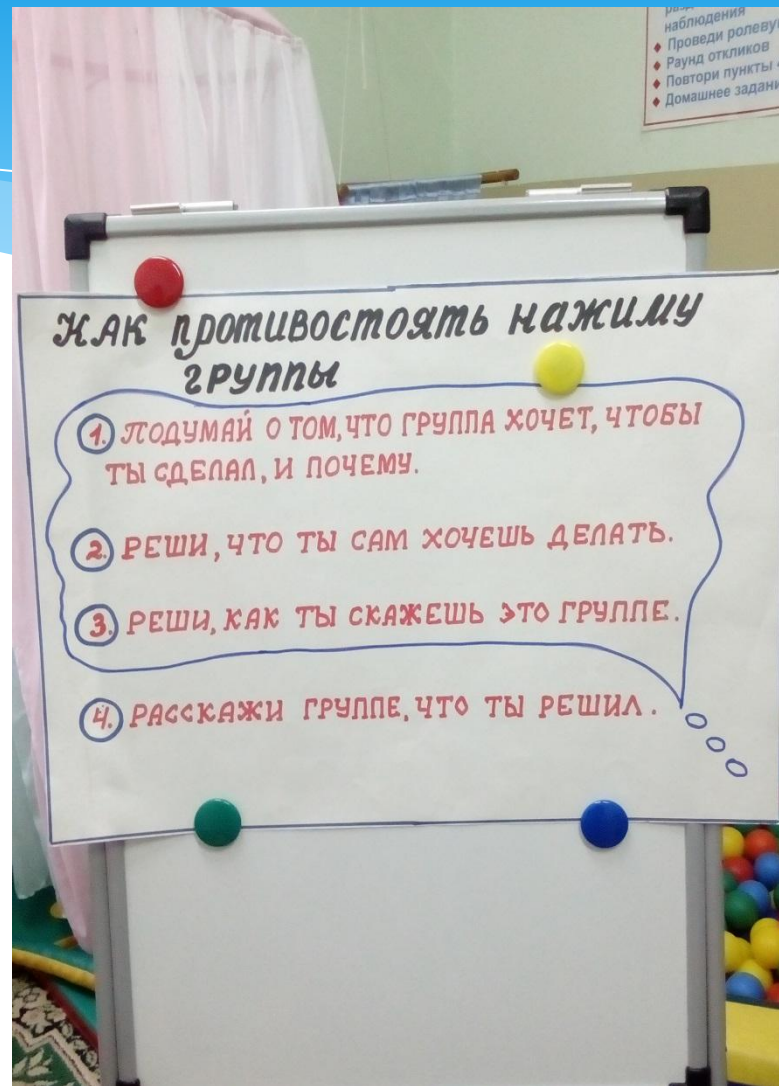 наблюдения
♦ Проведи ролевую
♦ Раунд откликов
♦ Повтори пункты
♦ Домашнее задание
КАК противостоять нажиму
группы
1. ПОДУМАЙ О ТОМ, ЧТО ГРУППА ХОЧЕТ, ЧТОБЫ
ТЫ СДЕЛАЛ, И ПОЧЕМУ.
2. РЕШИ, ЧТО ТЫ САМ ХОЧЕШЬ ДЕЛАТЬ.
3. РЕШИ, КАК ТЫ СКАЖЕШЬ ЭТО ГРУППЕ.
4. РАССКАЖИ ГРУППЕ, ЧТО ТЫ РЕШИЛ.